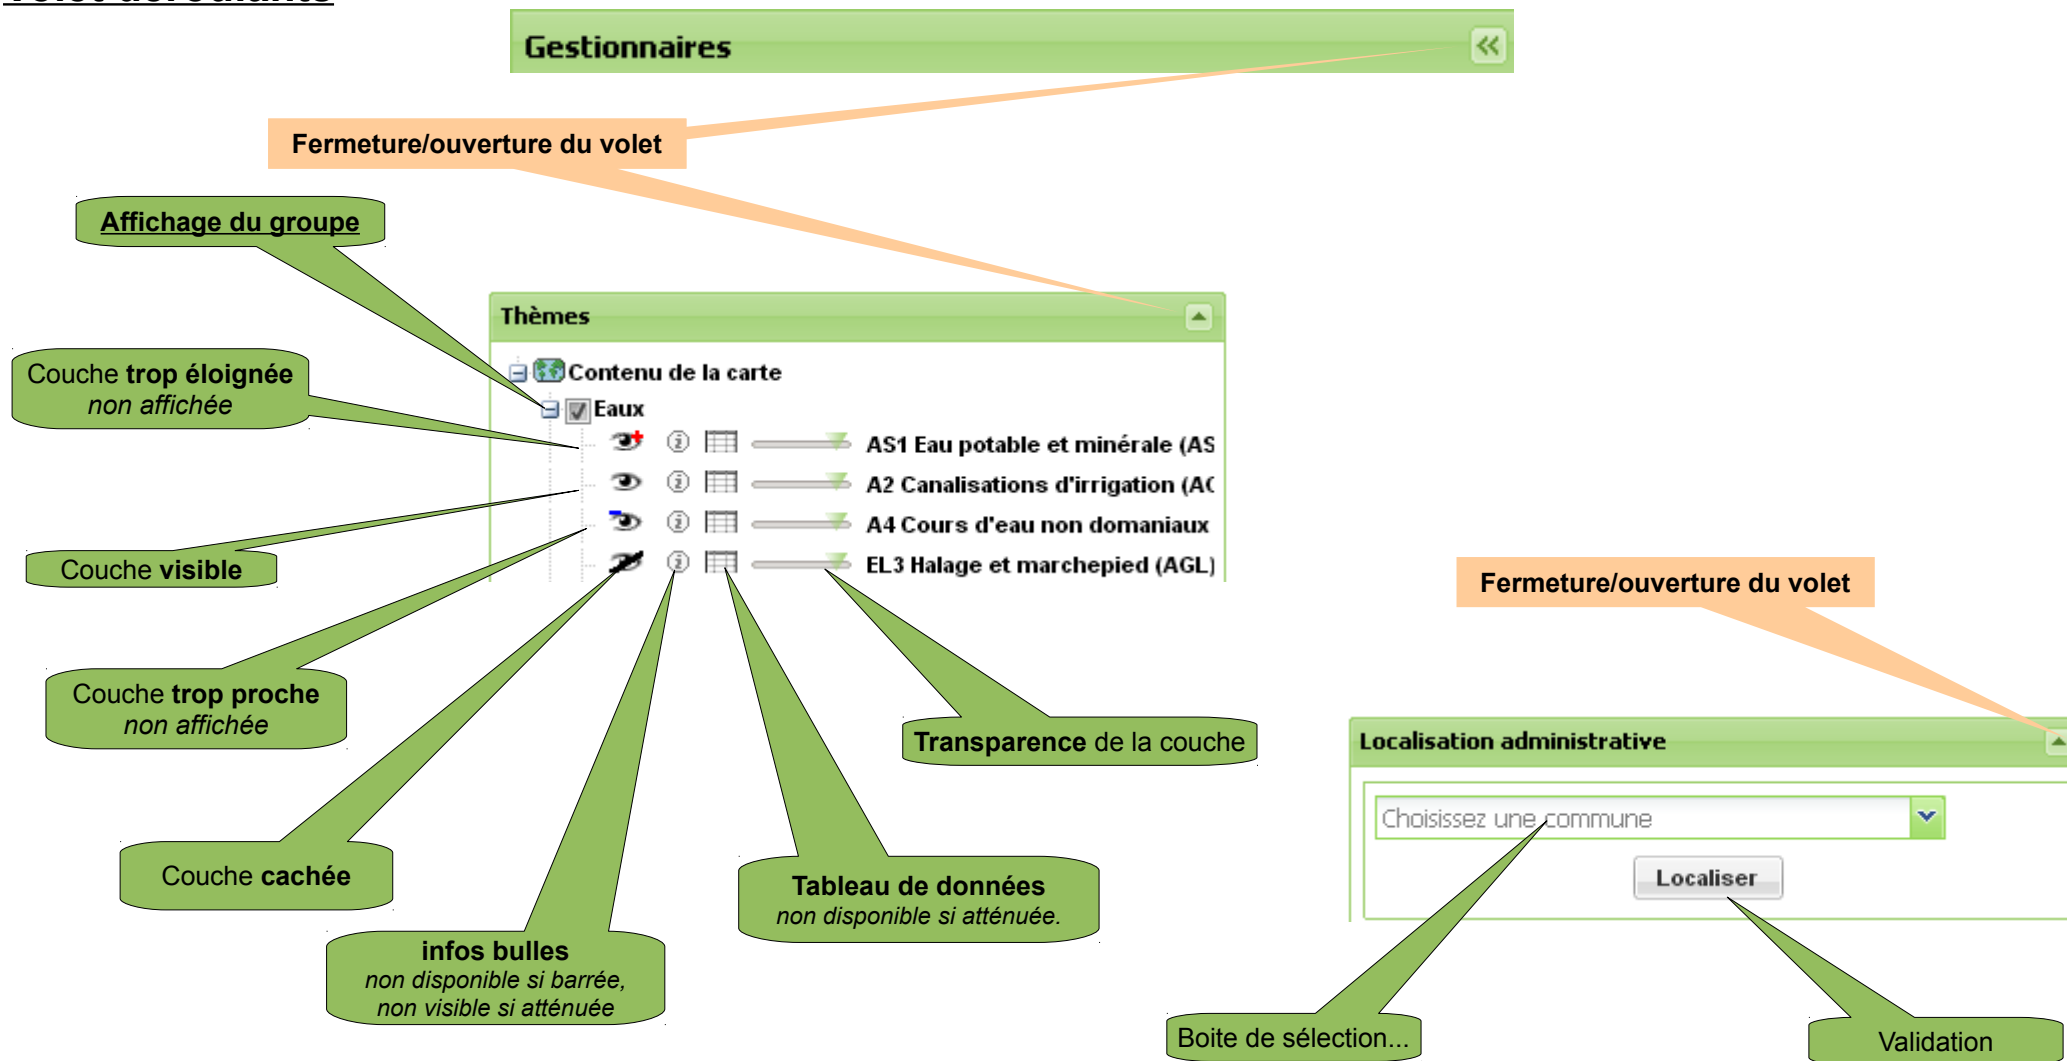 Volet déroulants
Gestionnaires
Fermeture/ouverture du volet
Affichage du groupe
Thèmes
Couche trop éloignée
non affichée
Contenu de la carte
Eaux
AS1 Eau potable et minérale (AS
A2 Canalisations d'irrigation (A
A4 Cours d'eau non domaniaux
EL3 Halage et marchepied (AGL)
Couche visible
Fermeture/ouverture du volet
Couche trop proche
non affichée
Transparence de la couche
Localisation administrative
Choisissez une commune
Localiser
Couche cachée
Tableau de données
non disponible si atténuée.
infos bulles
non disponible si barrée,
non visible si atténuée
Boite de sélection...
Validation